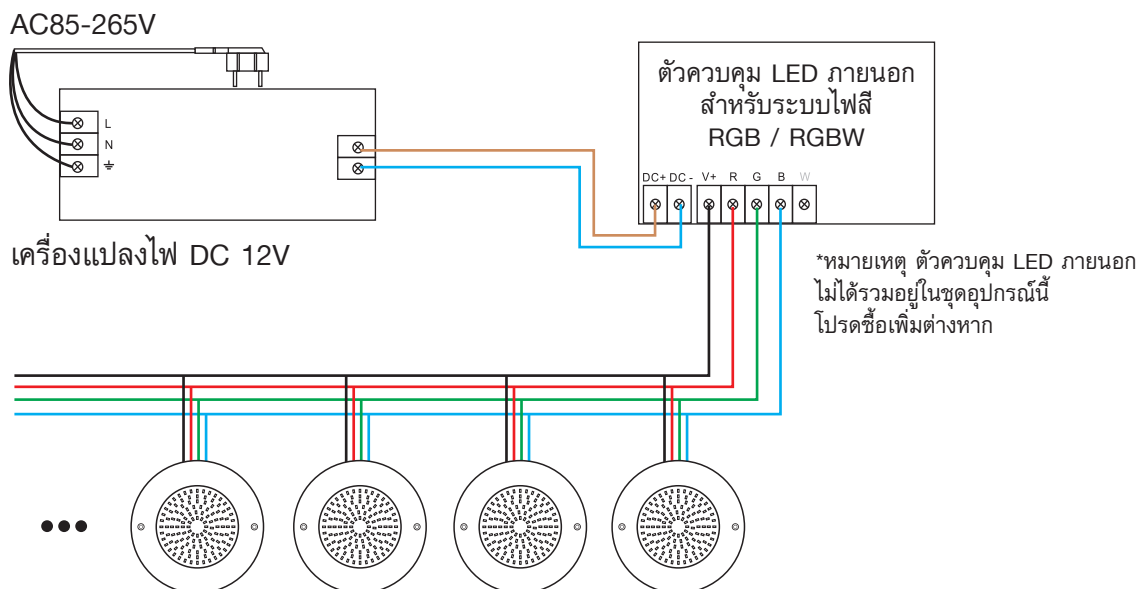 AC85-265V
ตัวควบคุม LED ภายนอก
สำหรับระบบไฟสี
RGB / RGBW
L
N
DC+ DC - V+ R G B W
เครื่องแปลงไฟ DC 12V
*หมายเหตุ ตัวควบคุม LED ภายนอก
ไม่ได้รวมอยู่ในชุดอุปกรณ์นี้
โปรดซื้อเพิ่มต่างหาก